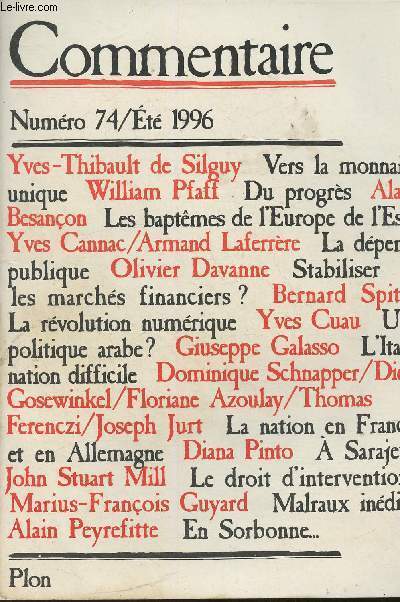 Le-livre.com
Commentaire
Numéro 74/Été 1996
Yves-Thibault de Silguy Vers la monna
unique William Pfaff Du progrès Ala
Besançon Les baptêmes de l'Europe de l'Es
Yves Cannac/Armand Laferrère La dépen
publique Olivier Davanne Stabiliser
les marchés financiers ? Bernard Spit
La révolution numérique Yves Cuau U
politique arabe ? Giuseppe Galasso L'Ita
nation difficile Dominique Schnapper/Die
Gosewinkel/Floriane Azoulay/Thomas
Ferenczi/Joseph Jurt La nation en Franc
et en Allemagne Diana Pinto À Saraje
John Stuart Mill Le droit d'intervention
Marius-François Guyard Malraux inédi
Alain Peyrefitte En Sorbonne...
Plon